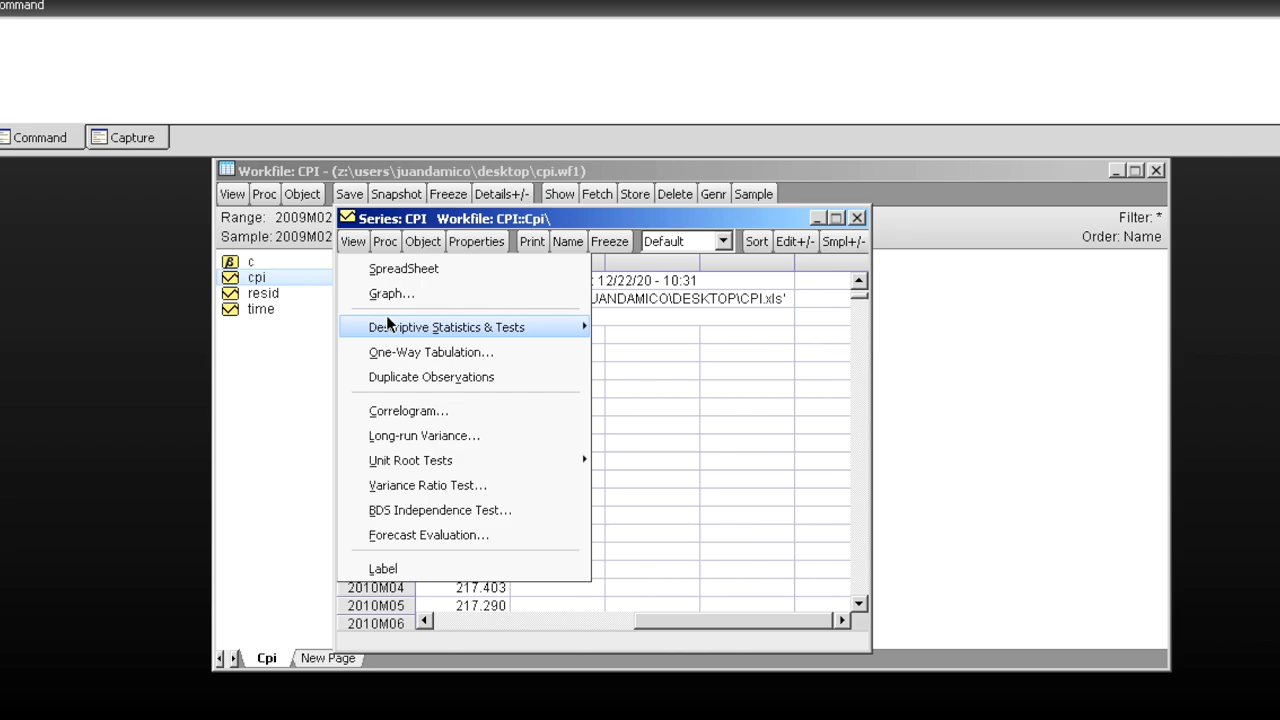 ommand
Command Capture
Workfile: CPI - (z:\users\juandamico\desktop\cpi.wf1)
View Proc Object Save Snapshot Freeze Details+/- Show Fetch Store Delete Genr Sample
Range: 2009M02 Filter: *
Sample: 2009M02 Order: Name
c
cpi
resid
time
Series: CPI Workfile: CPI::Cpi\
View Proc Object Properties Print Name Freeze Default Sort Edit+/- Smpl+/-
: 12/22/20 - 10:31
UANDAMICO\DESKTOP\CPI.xls'
SpreadSheet
Graph...
Descriptive Statistics & Tests
One-Way Tabulation...
Duplicate Observations
Correlogram...
Long-run Variance...
Unit Root Tests
Variance Ratio Test...
BDS Independence Test...
Forecast Evaluation...
Label
2010M04 217.403
2010M05 217.290
2010M06
Cpi New Page